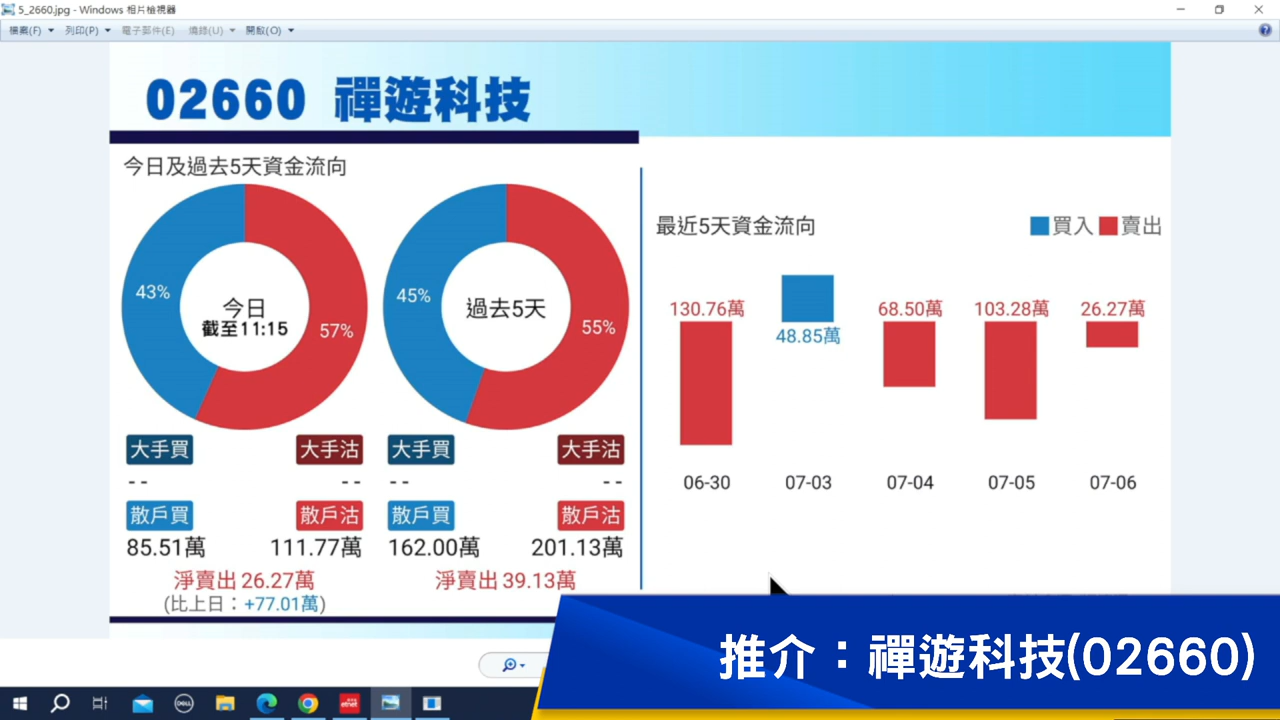 5_2660.jpg - Windows 相片檢視器
檔案(F) 列印(P) 電子郵件(E) 燒錄(U) 開啟(O)
02660 禪遊科技
今日及過去5天資金流向
43%
今日
截至11:15
57%
45%
過去5天
55%
大手買 大手沽 大手買 大手沽
-- -- -- --
散戶買 散戶沽 散戶買 散戶沽
85.51萬 111.77萬 162.00萬 201.13萬
淨賣出 26.27萬 淨賣出 39.13萬
(比上日：+77.01萬)
最近5天資金流向 買入 賣出
130.76萬 48.85萬 68.50萬 103.28萬 26.27萬
06-30 07-03 07-04 07-05 07-06
推介：禪遊科技(02660)
DELL
etnet